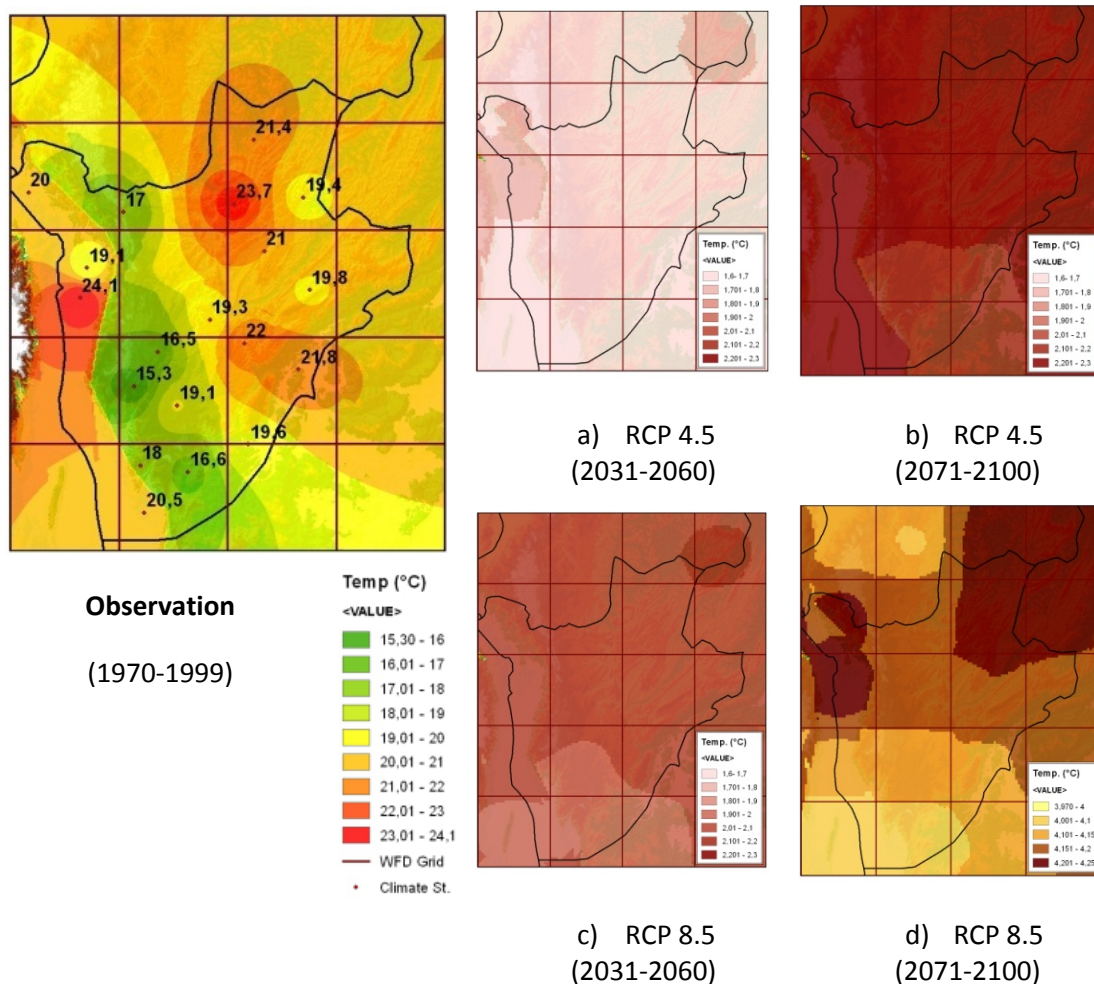 21,4
20
17
23,7
19,4
21
19,1
24,1
19,8
19,3
22
16,5
21,8
15,3
19,1
19,6
18
16,6
20,5
Observation
(1970-1999)
Temp (°C)
<VALUE>
15,30 - 16
16,01 - 17
17,01 - 18
18,01 - 19
19,01 - 20
20,01 - 21
21,01 - 22
22,01 - 23
23,01 - 24,1
WFD Grid
Climate St.
Temp. (°C)
<VALUE>
1,6- 1,7
1,701 - 1,8
1,801 - 1,9
1,901 - 2
2,01 - 2,1
2,101 - 2,2
2,201 - 2,3
a) RCP 4.5
(2031-2060)
Temp. (°C)
<VALUE>
1,6- 1,7
1,701 - 1,8
1,801 - 1,9
1,901 - 2
2,01 - 2,1
2,101 - 2,2
2,201 - 2,3
b) RCP 4.5
(2071-2100)
Temp. (°C)
<VALUE>
1,6- 1,7
1,701 - 1,8
1,801 - 1,9
1,901 - 2
2,01 - 2,1
2,101 - 2,2
2,201 - 2,3
c) RCP 8.5
(2031-2060)
Temp. (°C)
<VALUE>
3,970 - 4
4,001 - 4,1
4,101 - 4,15
4,151 - 4,2
4,201 - 4,25
d) RCP 8.5
(2071-2100)